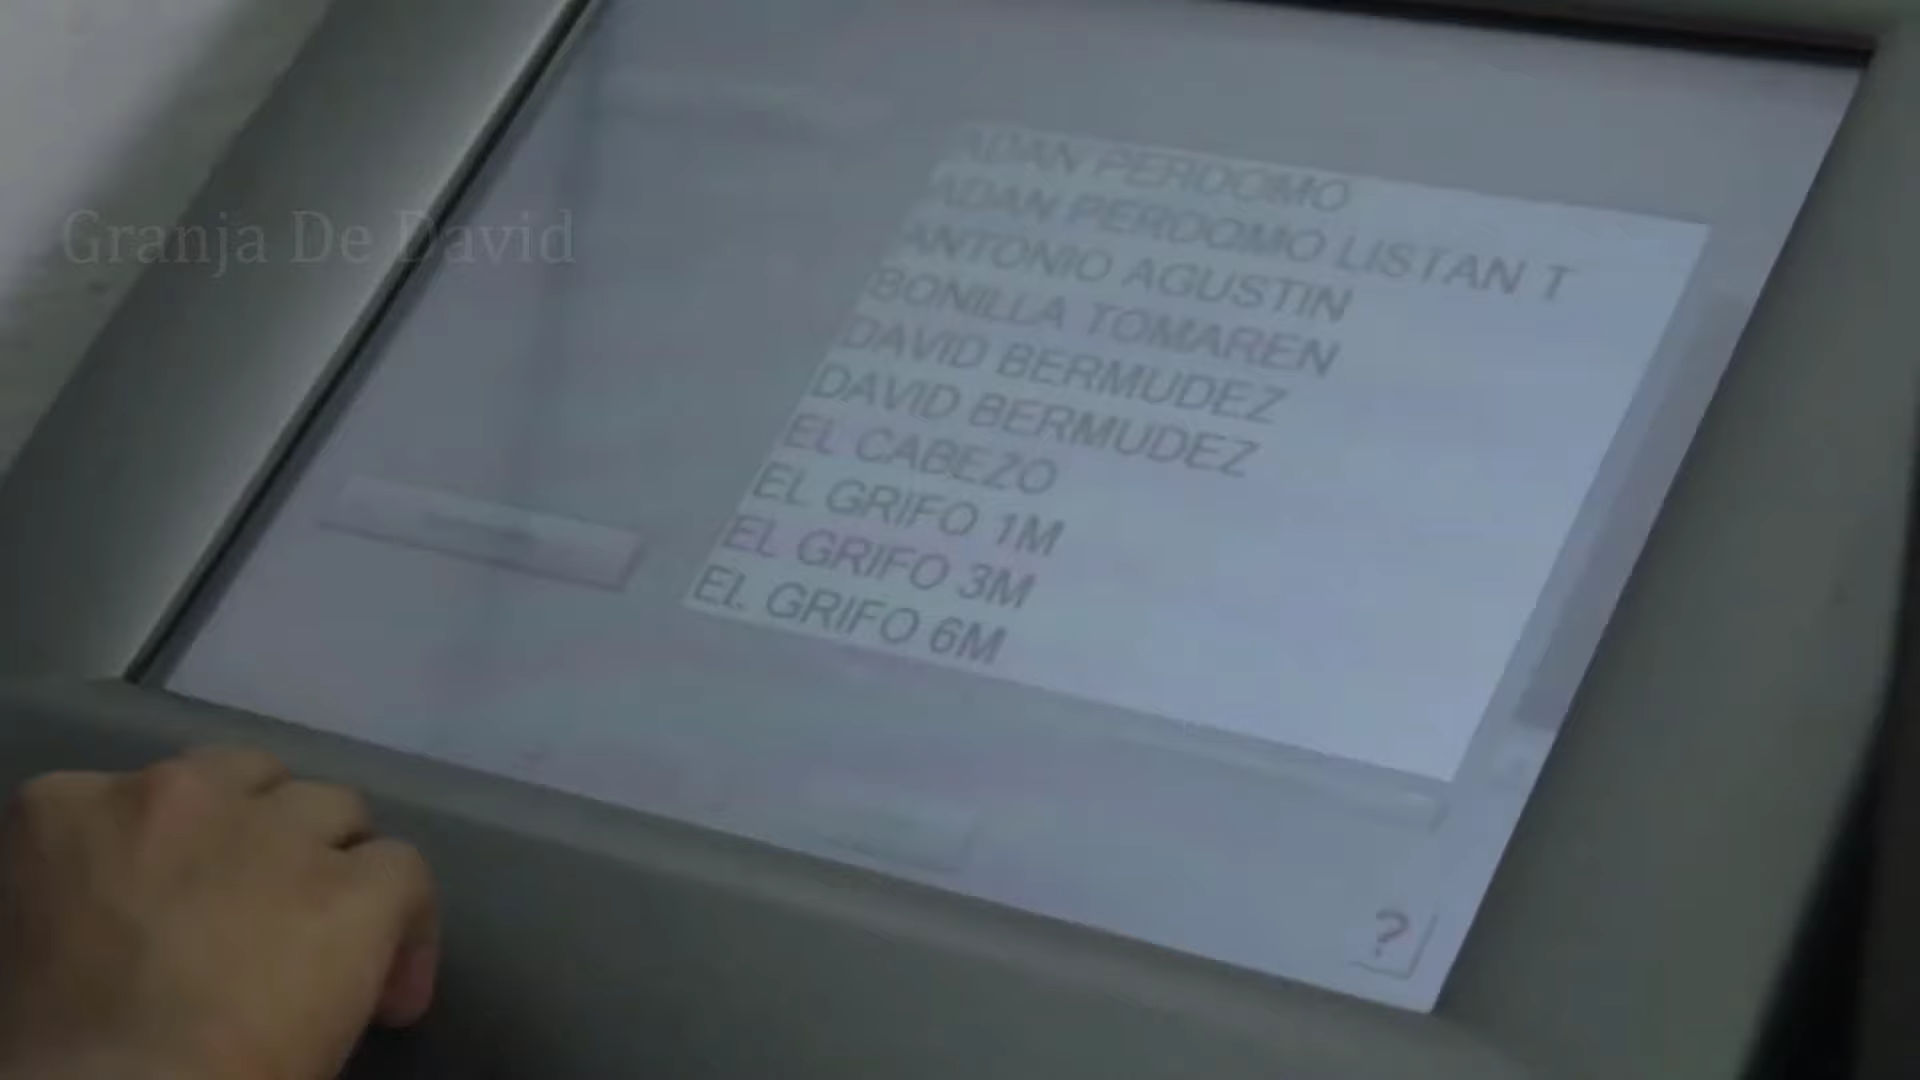 Granja De David
ADAN PERDOMO
ADAN PERDOMO LISTAN T
ANTONIO AGUSTIN
BONILLA TOMAREN
DAVID BERMUDEZ
DAVID BERMUDEZ
EL CABEZO
EL GRIFO 1M
EL GRIFO 3M
EL GRIFO 6M
?